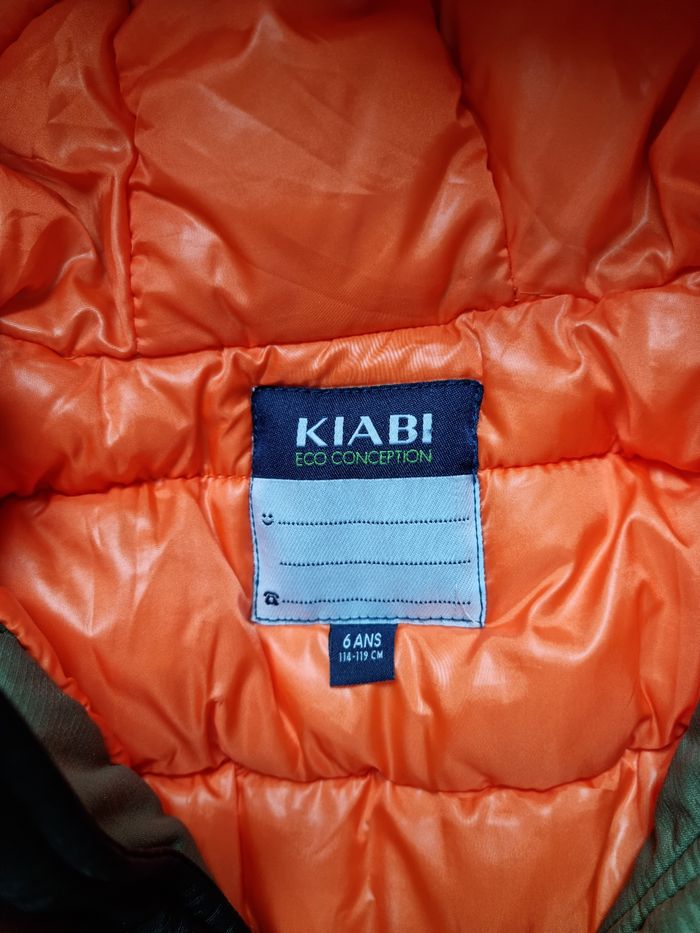 KIABI
ECO CONCEPTION
6 ANS
114-119 CM